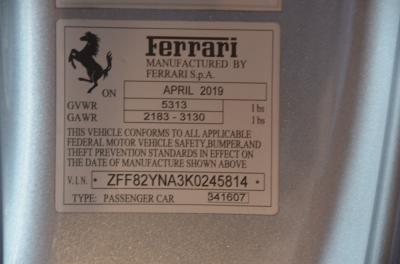 Ferrari
MANUFACTURED BY
FERRARI S.p.A.
ON APRIL 2019
GVWR 5313 lbs
GAWR 2183 - 3130 lbs
THIS VEHICLE CONFORMS TO ALL APPLICABLE
FEDERAL MOTOR VEHICLE SAFETY, BUMPER, AND
THEFT PREVENTION STANDARDS IN EFFECT ON
THE DATE OF MANUFACTURE SHOWN ABOVE.
V.I.N. * ZFF82YNA3K0245814 *
TYPE: PASSENGER CAR 341607